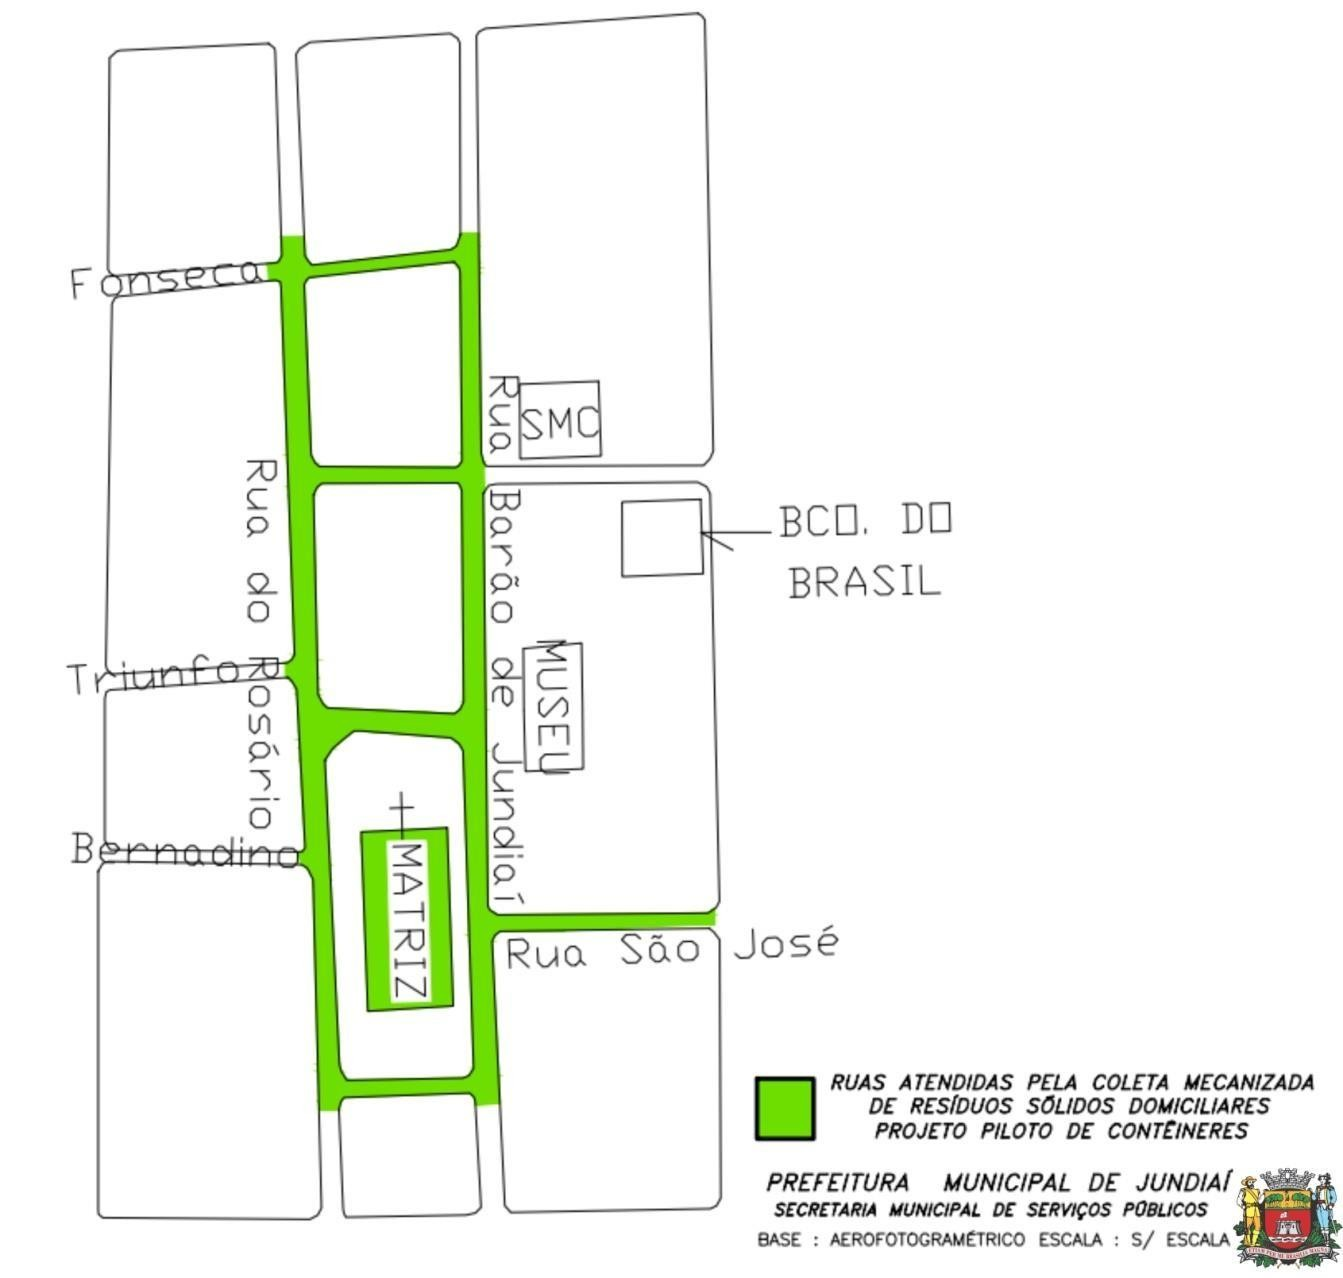 Fonseca
Rua
SMC
Rua do Rosário
Barão de Jundiaí
BCO. DO
BRASIL
MUSEU
Triunfo
Bernadino
MATRIZ
Rua São José
RUAS ATENDIDAS PELA COLETA MECANIZADA
DE RESÍDUOS SÓLIDOS DOMICILIARES
PROJETO PILOTO DE CONTÊINERES
PREFEITURA MUNICIPAL DE JUNDIAÍ
SECRETARIA MUNICIPAL DE SERVIÇOS PÚBLICOS
BASE : AEROFOTOGRAMÉTRICO ESCALA : S/ ESCALA